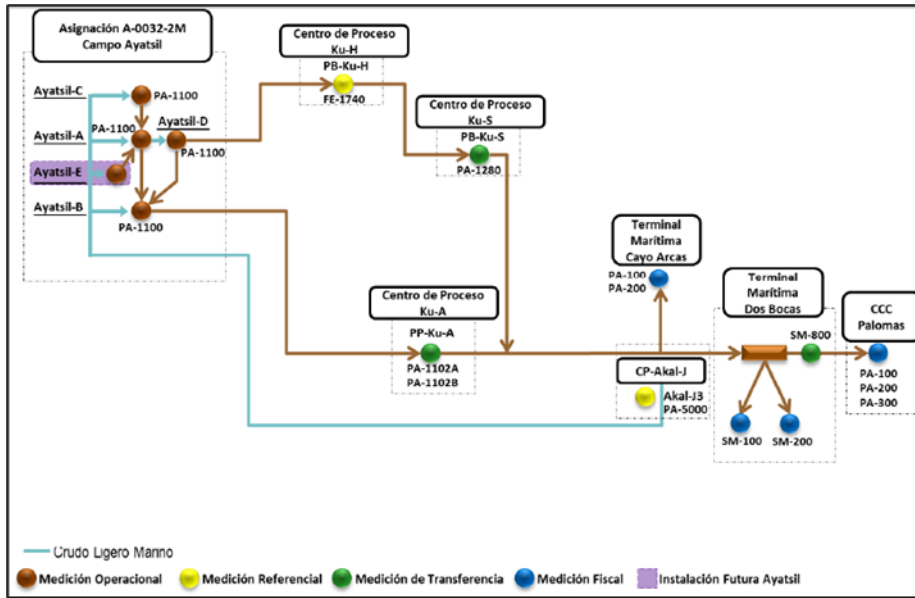 Asignación A-0032-2M
Campo Ayatsil
Ayatsil-C
PA-1100
Ayatsil-A
PA-1100
Ayatsil-D
PA-1100
Ayatsil-E
Ayatsil-B
PA-1100
Centro de Proceso
Ku-H
PB-Ku-H
FE-1740
Centro de Proceso
Ku-S
PB-Ku-S
PA-1280
Centro de Proceso
Ku-A
PP-Ku-A
PA-1102A
PA-1102B
Terminal
Marítima
Cayo Arcas
PA-100
PA-200
CP-Akal-J
Akal-J3
PA-5000
Terminal
Marítima
Dos Bocas
SM-800
SM-100
SM-200
CCC
Palomas
PA-100
PA-200
PA-300
Crudo Ligero Marino
Medición Operacional
Medición Referencial
Medición de Transferencia
Medición Fiscal
Instalación Futura Ayatsil